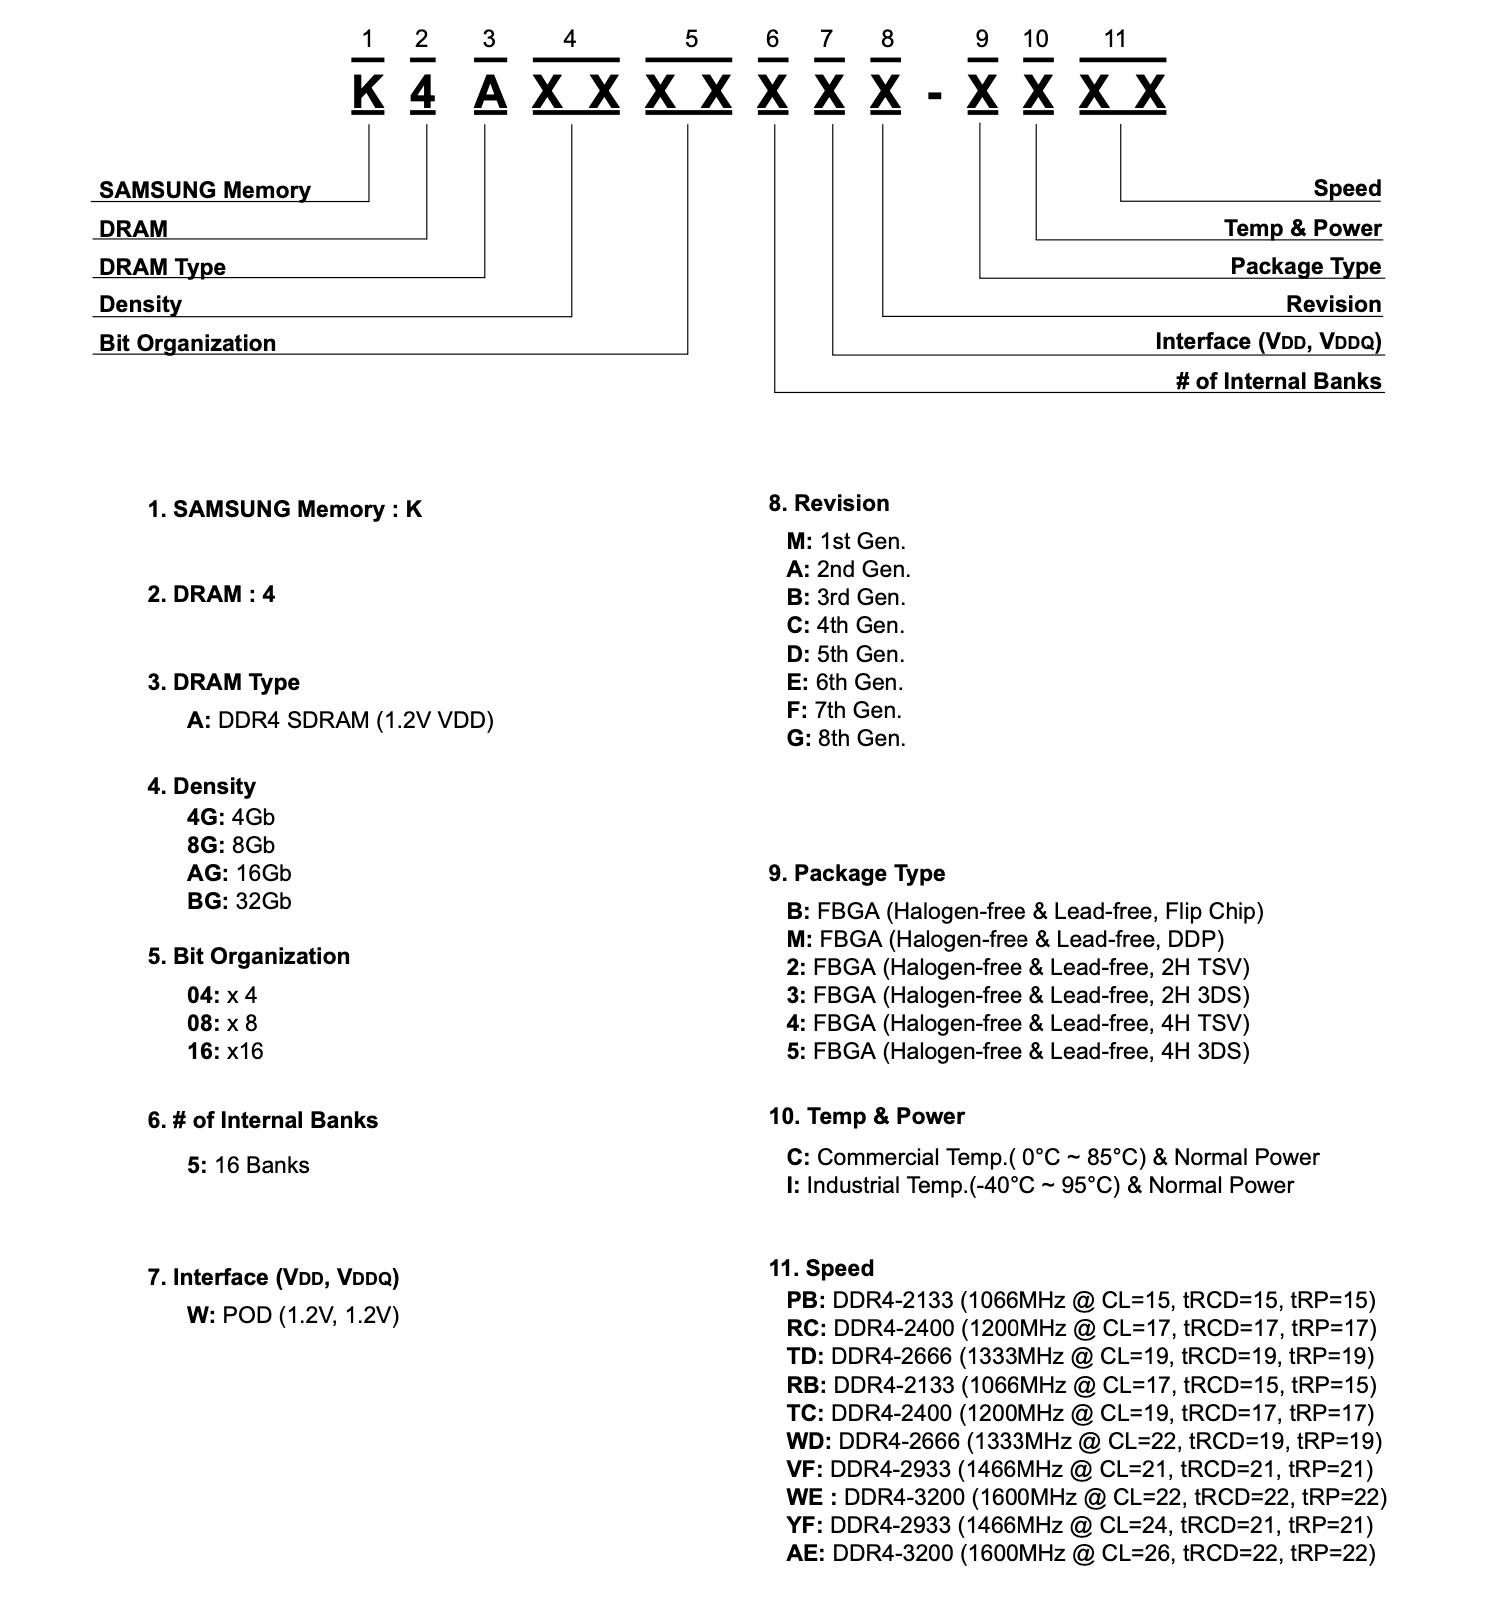 1 2 3 4 5 6 7 8 9 10 11
K 4 A X X X X X X X - X X X X
SAMSUNG Memory
DRAM
DRAM Type
Density
Bit Organization
Speed
Temp & Power
Package Type
Revision
Interface (VDD, VDDQ)
# of Internal Banks
1. SAMSUNG Memory : K
2. DRAM : 4
3. DRAM Type
A: DDR4 SDRAM (1.2V VDD)
4. Density
4G: 4Gb
8G: 8Gb
AG: 16Gb
BG: 32Gb
5. Bit Organization
04: x 4
08: x 8
16: x16
6. # of Internal Banks
5: 16 Banks
7. Interface (VDD, VDDQ)
W: POD (1.2V, 1.2V)
8. Revision
M: 1st Gen.
A: 2nd Gen.
B: 3rd Gen.
C: 4th Gen.
D: 5th Gen.
E: 6th Gen.
F: 7th Gen.
G: 8th Gen.
9. Package Type
B: FBGA (Halogen-free & Lead-free, Flip Chip)
M: FBGA (Halogen-free & Lead-free, DDP)
2: FBGA (Halogen-free & Lead-free, 2H TSV)
3: FBGA (Halogen-free & Lead-free, 2H 3DS)
4: FBGA (Halogen-free & Lead-free, 4H TSV)
5: FBGA (Halogen-free & Lead-free, 4H 3DS)
10. Temp & Power
C: Commercial Temp.( 0°C ~ 85°C) & Normal Power
I: Industrial Temp.(-40°C ~ 95°C) & Normal Power
11. Speed
PB: DDR4-2133 (1066MHz @ CL=15, tRCD=15, tRP=15)
RC: DDR4-2400 (1200MHz @ CL=17, tRCD=17, tRP=17)
TD: DDR4-2666 (1333MHz @ CL=19, tRCD=19, tRP=19)
RB: DDR4-2133 (1066MHz @ CL=17, tRCD=15, tRP=15)
TC: DDR4-2400 (1200MHz @ CL=19, tRCD=17, tRP=17)
WD: DDR4-2666 (1333MHz @ CL=22, tRCD=19, tRP=19)
VF: DDR4-2933 (1466MHz @ CL=21, tRCD=21, tRP=21)
WE : DDR4-3200 (1600MHz @ CL=22, tRCD=22, tRP=22)
YF: DDR4-2933 (1466MHz @ CL=24, tRCD=21, tRP=21)
AE: DDR4-3200 (1600MHz @ CL=26, tRCD=22, tRP=22)